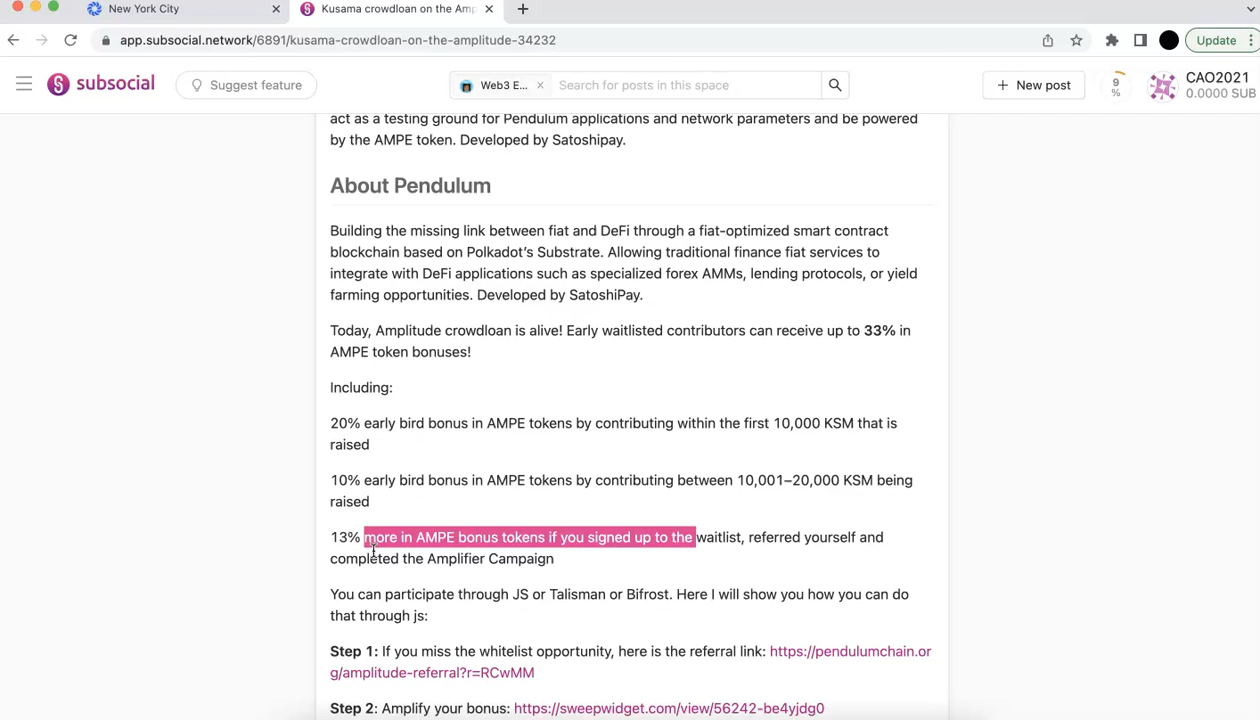 New York City
Kusama crowdloan on the Amp
app.subsocial.network/6891/kusama-crowdloan-on-the-amplitude-34232
Update
subsocial
Suggest feature
Web3 E...
Search for posts in this space
New post
9
%
CAO2021
0.0000 SUB
act as a testing ground for Pendulum applications and network parameters and be powered
by the AMPE token. Developed by Satoshipay.
About Pendulum
Building the missing link between fiat and DeFi through a fiat-optimized smart contract
blockchain based on Polkadot’s Substrate. Allowing traditional finance fiat services to
integrate with DeFi applications such as specialized forex AMMs, lending protocols, or yield
farming opportunities. Developed by SatoshiPay.
Today, Amplitude crowdloan is alive! Early waitlisted contributors can receive up to 33% in
AMPE token bonuses!
Including:
20% early bird bonus in AMPE tokens by contributing within the first 10,000 KSM that is
raised
10% early bird bonus in AMPE tokens by contributing between 10,001–20,000 KSM being
raised
13% more in AMPE bonus tokens if you signed up to the waitlist, referred yourself and
completed the Amplifier Campaign
You can participate through JS or Talisman or Bifrost. Here I will show you how you can do
that through js:
Step 1: If you miss the whitelist opportunity, here is the referral link: https://pendulumchain.or
g/amplitude-referral?r=RCwMM
Step 2: Amplify your bonus: https://sweepwidget.com/view/56242-be4yjdg0